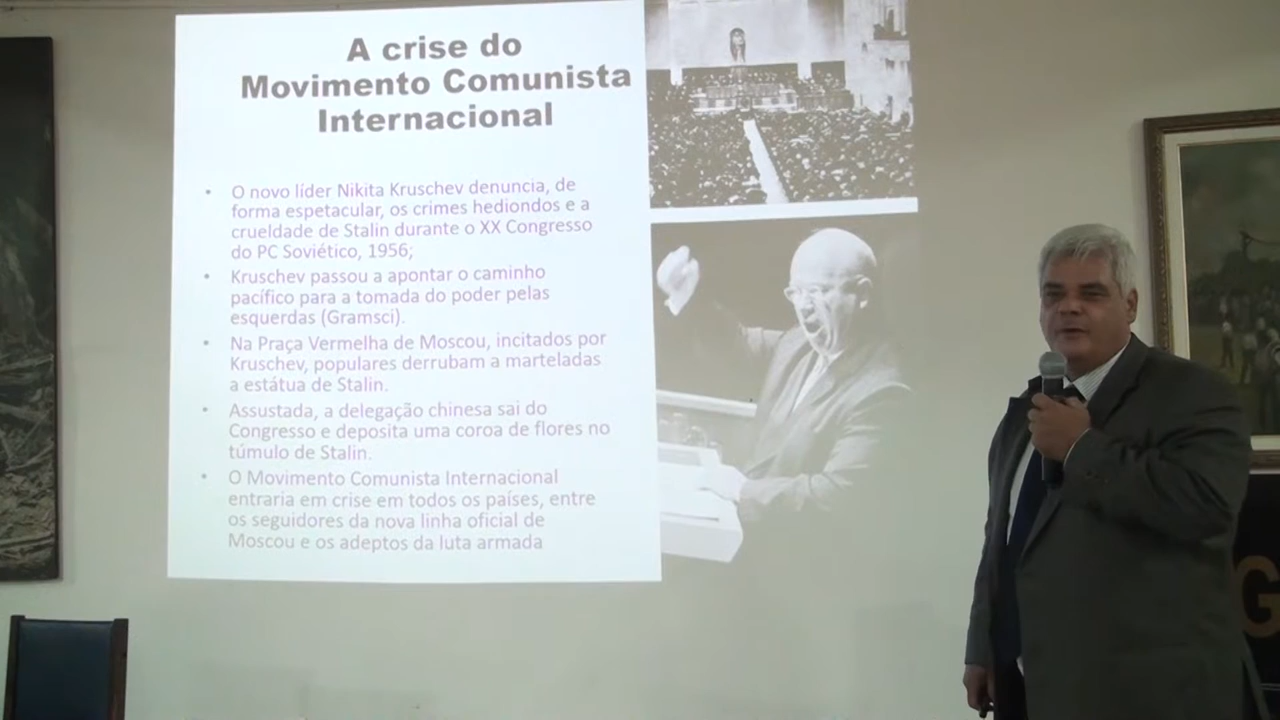 A crise do
Movimento Comunista
Internacional
• O novo líder Nikita Kruschev denuncia, de
forma espetacular, os crimes hediondos e a
crueldade de Stalin durante o XX Congresso
do PC Soviético, 1956;
• Kruschev passou a apontar o caminho
pacífico para a tomada do poder pelas
esquerdas (Gramsci).
• Na Praça Vermelha de Moscou, incitados por
Kruschev, populares derrubam a marteladas
a estátua de Stalin.
• Assustada, a delegação chinesa sai do
Congresso e deposita uma coroa de flores no
túmulo de Stalin.
• O Movimento Comunista Internacional
entraria em crise em todos os países, entre
os seguidores da nova linha oficial de
Moscou e os adeptos da luta armada
G